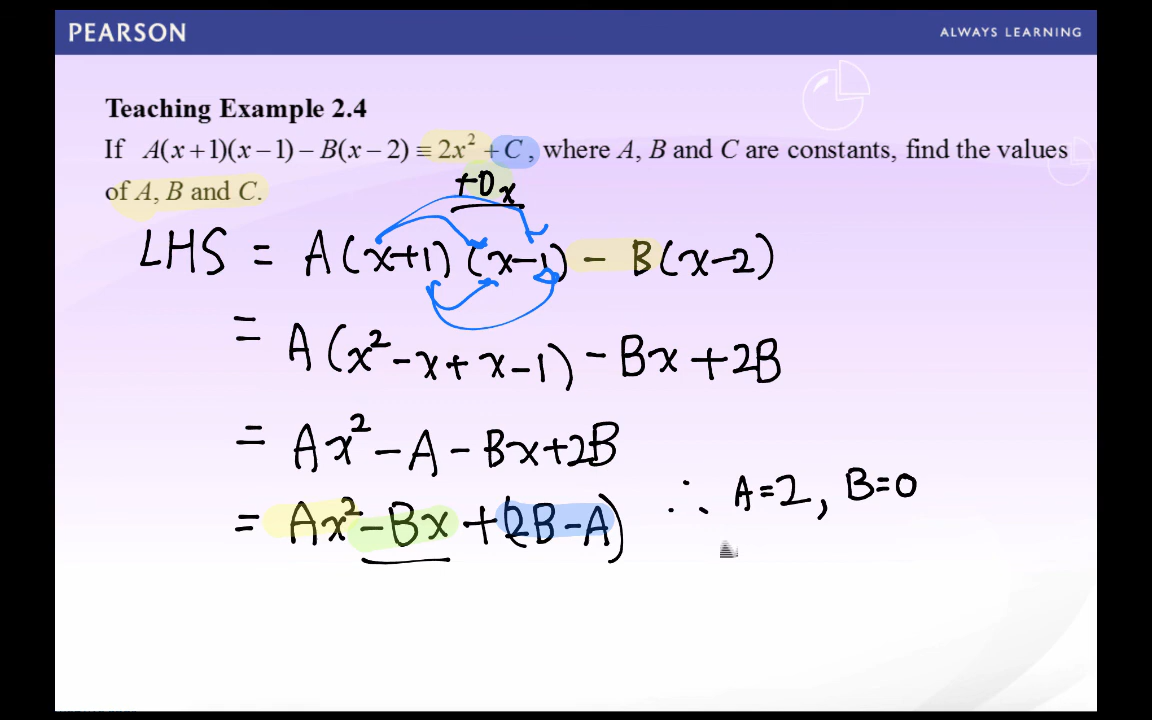 PEARSON
ALWAYS LEARNING
Teaching Example 2.4
If A(x+1)(x−1)−B(x−2) ≡ 2x² + C, where A, B and C are constants, find the values
of A, B and C.
+0x
LHS = A(x+1)(x−1) − B(x−2)
= A(x²−x+x−1) − Bx + 2B
= Ax² − A − Bx + 2B
= Ax² − Bx + (2B − A)
∴ A=2, B=0